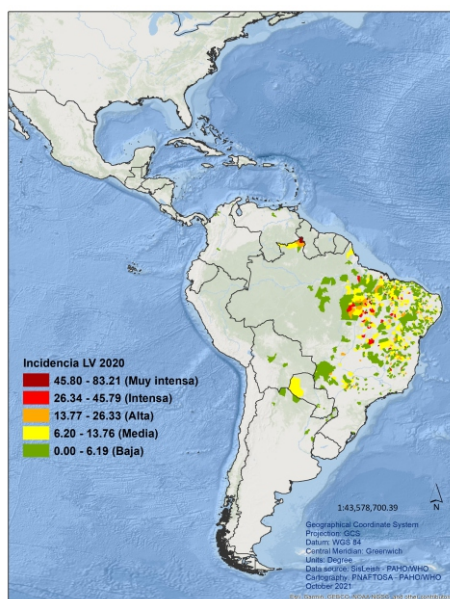 Incidencia LV 2020
45.80 - 83.21 (Muy intensa)
26.34 - 45.79 (Intensa)
13.77 - 26.33 (Alta)
6.20 - 13.76 (Media)
0.00 - 6.19 (Baja)
1:43,578,700.39
N
Geographical Coordinate System
Projection: GCS
Datum: WGS 84
Central Meridian: Greenwich
Units: Degree
Data source: SisLeish - PAHO/WHO
Cartography: PNAFTOSA - PAHO/WHO
October 2021